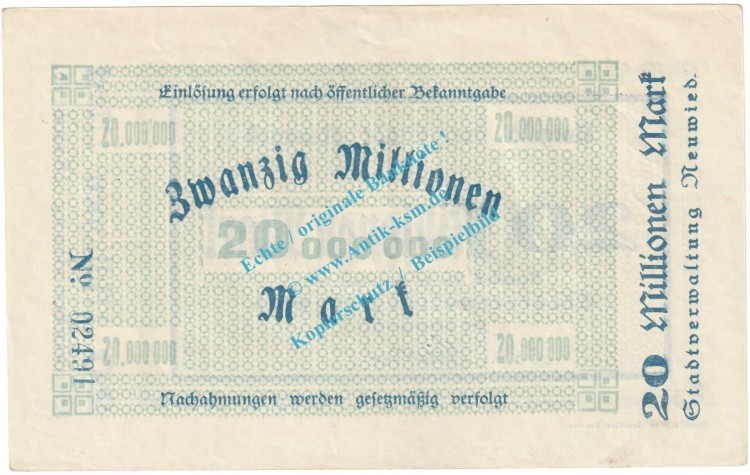 Einlösung erfolgt nach öffentlicher Bekanntgabe
20.000000
20.000 000
Zwanzig Millionen
20 000 000
Mark
20.000 000
20.000 000
Nachahmungen werden gesetzmäßig verfolgt
No 02491
20 Millionen Mark
Stadtverwaltung Neuwied.
Echte / originale Banknote !
© www.Antik-ksm.de
Kopierschutz / Beispielbild